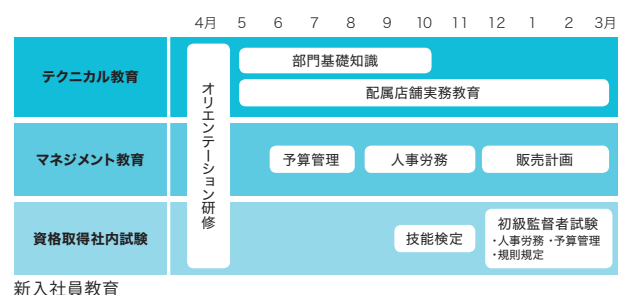 4月 5 6 7 8 9 10 11 12 1 2 3月
テクニカル教育
オリエンテーション研修
部門基礎知識
配属店舗実務教育
マネジメント教育
予算管理
人事労務
販売計画
資格取得社内試験
技能検定
初級監督者試験
・人事労務・予算管理
・規則規定
新入社員教育